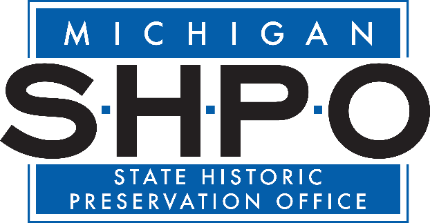 MICHIGAN
S·H·P·O
STATE HISTORIC
PRESERVATION OFFICE